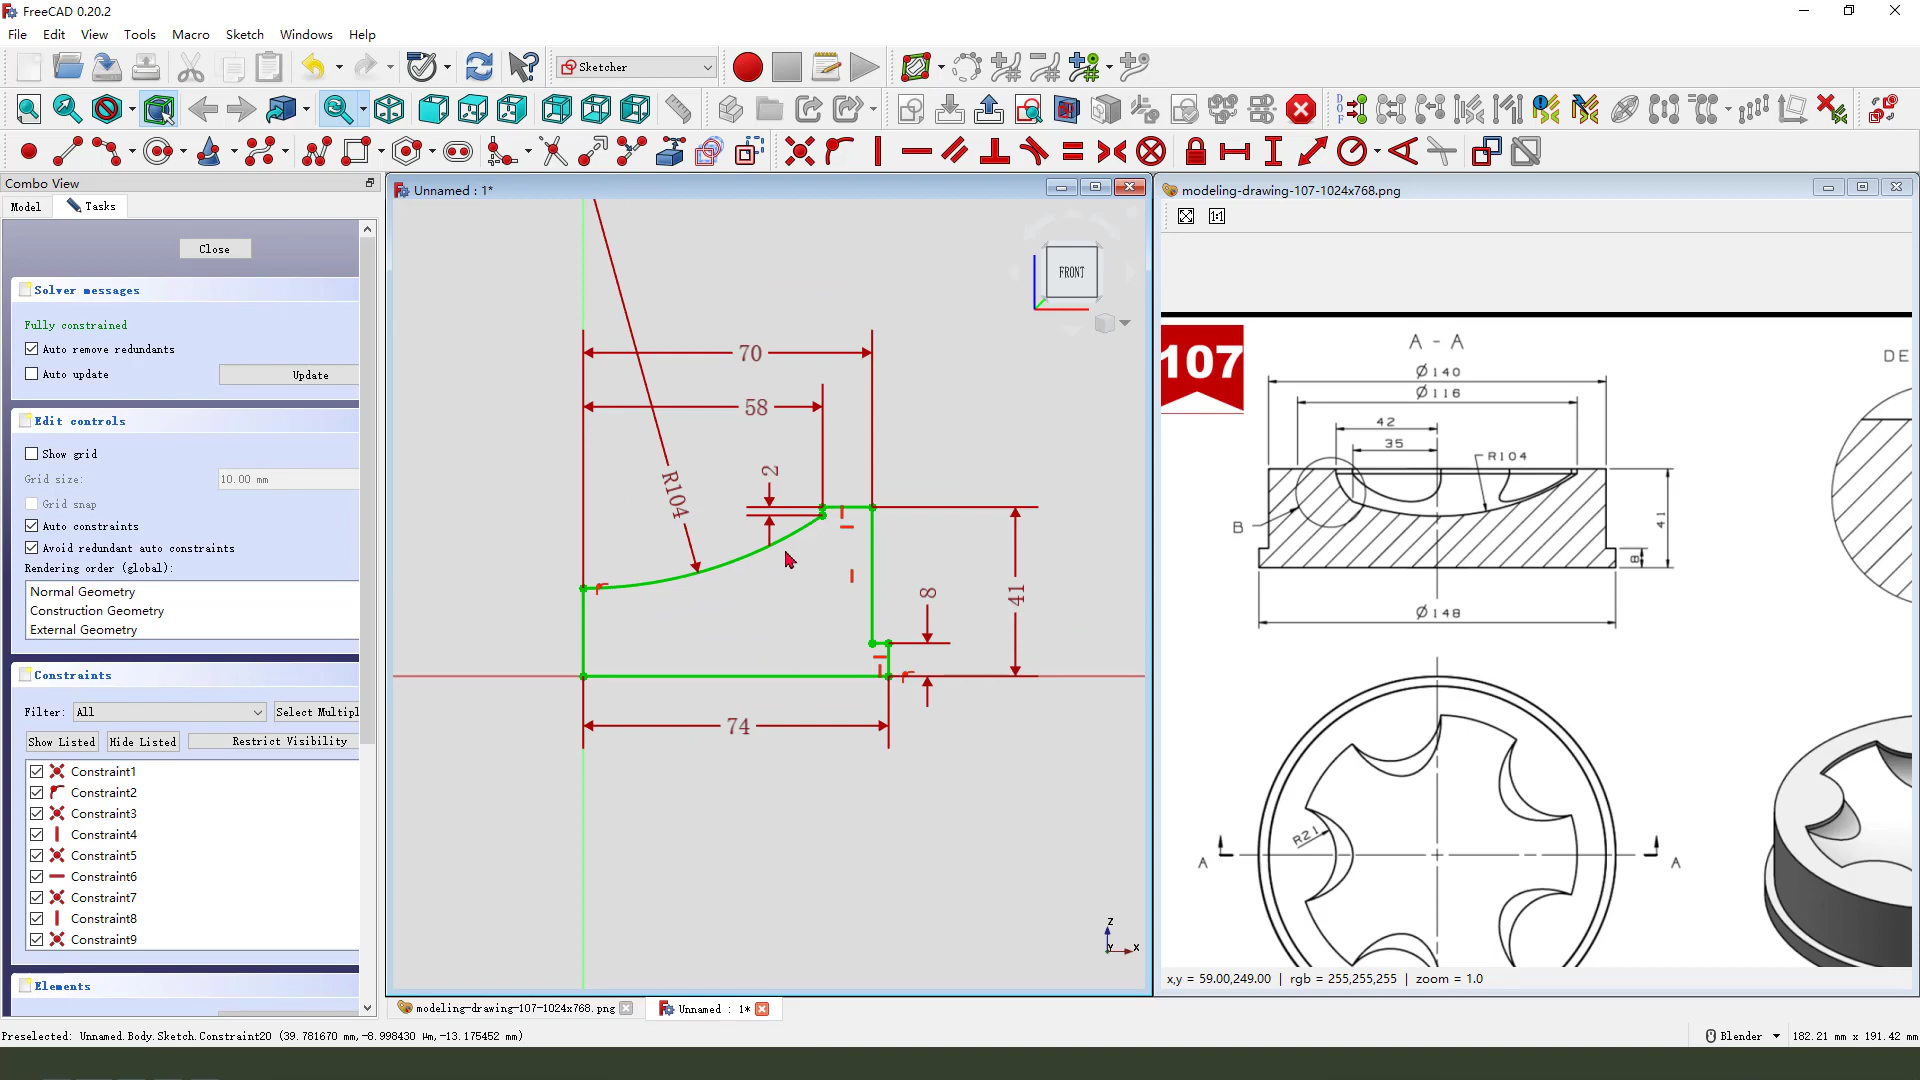 FreeCAD 0.20.2
File Edit View Tools Macro Sketch Windows Help
Sketcher
Combo View
Model Tasks
Close
Solver messages
Fully constrained
Auto remove redundants
Auto update Update
Edit controls
Show grid
Grid size: 10.00 mm
Grid snap
Auto constraints
Avoid redundant auto constraints
Rendering order (global):
Normal Geometry
Construction Geometry
External Geometry
Constraints
Filter: All Select Multipl
Show Listed Hide Listed Restrict Visibility
Constraint1
Constraint2
Constraint3
Constraint4
Constraint5
Constraint6
Constraint7
Constraint8
Constraint9
Elements
Unnamed : 1*
FRONT
70
58
2
R104
8
41
74
Z
Y X
modeling-drawing-107-1024x768.png
1:1
107
A - A
DE
Ø140
Ø116
42
35
R104
B
41
8
Ø148
R21
A A
x,y = 59.00,249.00 | rgb = 255,255,255 | zoom = 1.0
modeling-drawing-107-1024x768.png Unnamed : 1*
Preselected: Unnamed.Body.Sketch.Constraint20 (39.781670 mm,-8.998430 µm,-13.175452 mm)
Blender 182.21 mm x 191.42 mm